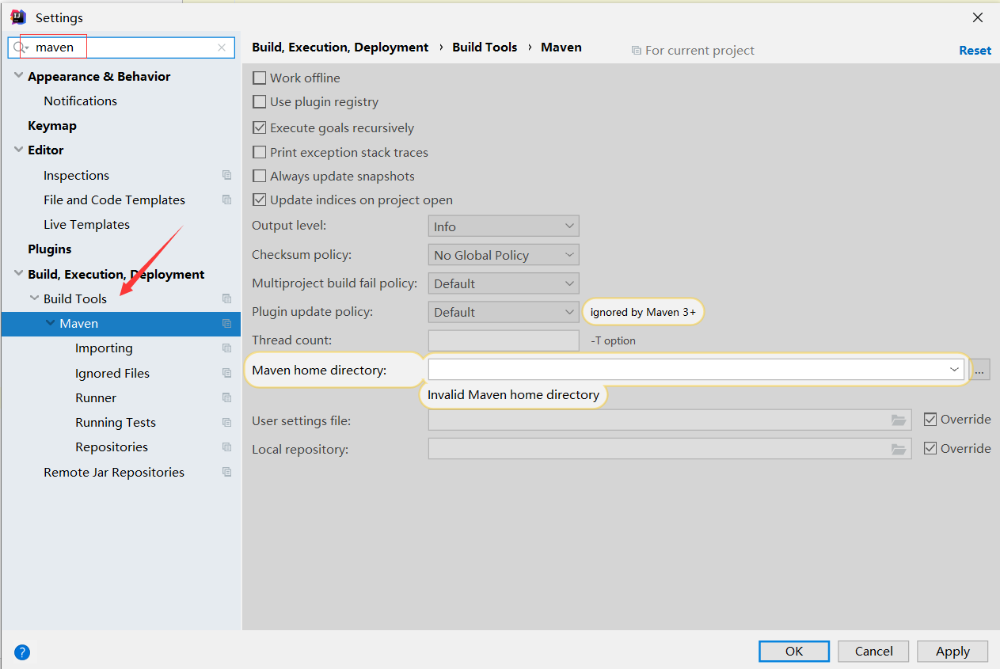 Settings
maven
Appearance & Behavior
Notifications
Keymap
Editor
Inspections
File and Code Templates
Live Templates
Plugins
Build, Execution, Deployment
Build Tools
Maven
Importing
Ignored Files
Runner
Running Tests
Repositories
Remote Jar Repositories
Build, Execution, Deployment › Build Tools › Maven
For current project
Reset
Work offline
Use plugin registry
Execute goals recursively
Print exception stack traces
Always update snapshots
Update indices on project open
Output level: Info
Checksum policy: No Global Policy
Multiproject build fail policy: Default
Plugin update policy: Default ignored by Maven 3+
Thread count: -T option
Maven home directory: ...
Invalid Maven home directory
User settings file: Override
Local repository: Override
?
OK Cancel Apply